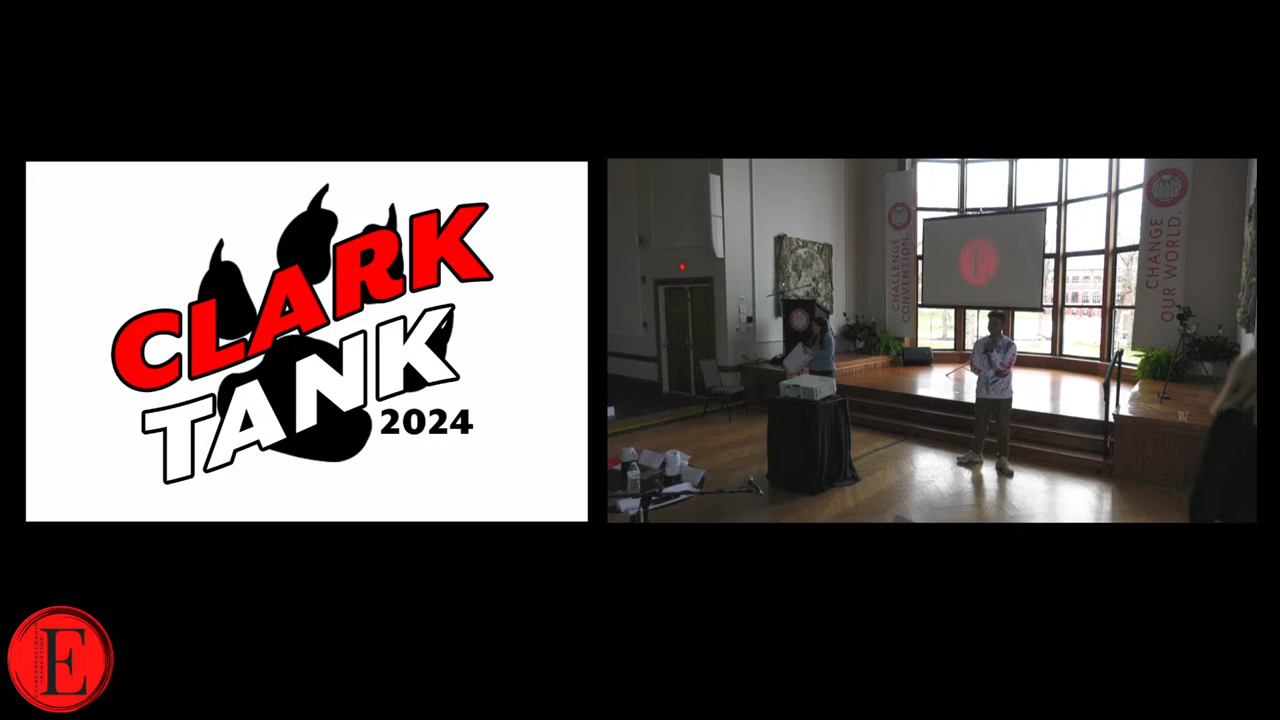 CLARK
TANK
2024
CHALLENGE
CONVENTION
CHANGE
OUR WORLD.
E